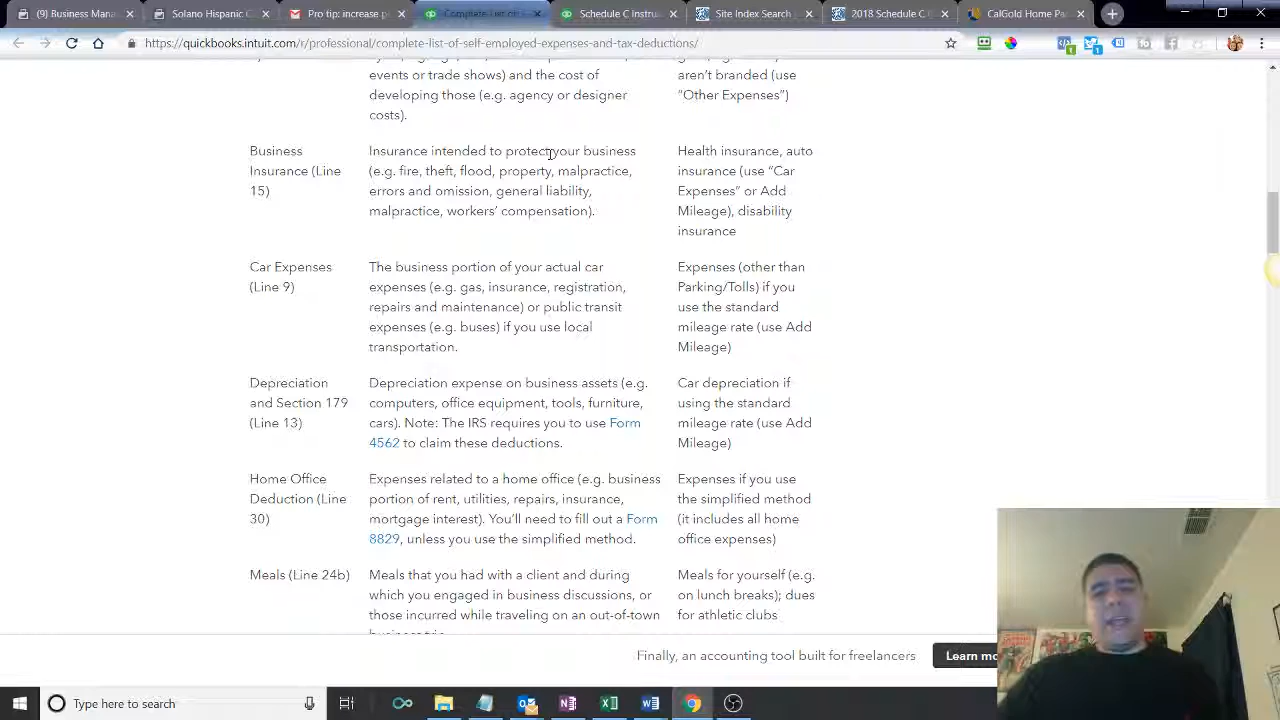 (9) Business Mana
Solano Hispanic C
Pro tip: increase p
Complete List of
Schedule C Instru
Site Index Search
2018 Schedule C (
CalGold Home Pa
https://quickbooks.intuit.com/r/professional/complete-list-of-self-employed-expenses-and-tax-deductions/
events or trade shows) and the cost of
developing those (e.g. agency or designer
costs).
aren't branded (use
"Other Expenses")
Business
Insurance (Line
15)
Insurance intended to protect your business
(e.g. fire, theft, flood, property, malpractice,
errors and omission, general liability,
malpractice, workers' compensation).
Health insurance, auto
insurance (use "Car
Expenses" or Add
Mileage), disability
insurance
Car Expenses
(Line 9)
The business portion of your actual car
expenses (e.g. gas, insurance, registration,
repairs and maintenance) or public transit
expenses (e.g. buses) if you use local
transportation.
Expenses (other than
Parking/Tolls) if you
use the standard
mileage rate (use Add
Mileage)
Depreciation
and Section 179
(Line 13)
Depreciation expense on business assets (e.g.
computers, office equipment, tools, furniture,
cars). Note: The IRS requires you to use Form
4562 to claim these deductions.
Car depreciation if
using the standard
mileage rate (use Add
Mileage)
Home Office
Deduction (Line
30)
Expenses related to a home office (e.g. business
portion of rent, utilities, repairs, insurance,
mortgage interest). You'll need to fill out a Form
8829, unless you use the simplified method.
Expenses if you use
the simplified method
(it includes all home
office expenses)
Meals (Line 24b)
Meals that you had with a client and during
which you engaged in business discussions, or
those incurred while traveling on an out-of-town
Meals for yourself (e.g.
on lunch breaks); dues
for athletic clubs
Finally, an accounting tool built for freelancers
Learn mo
Type here to search